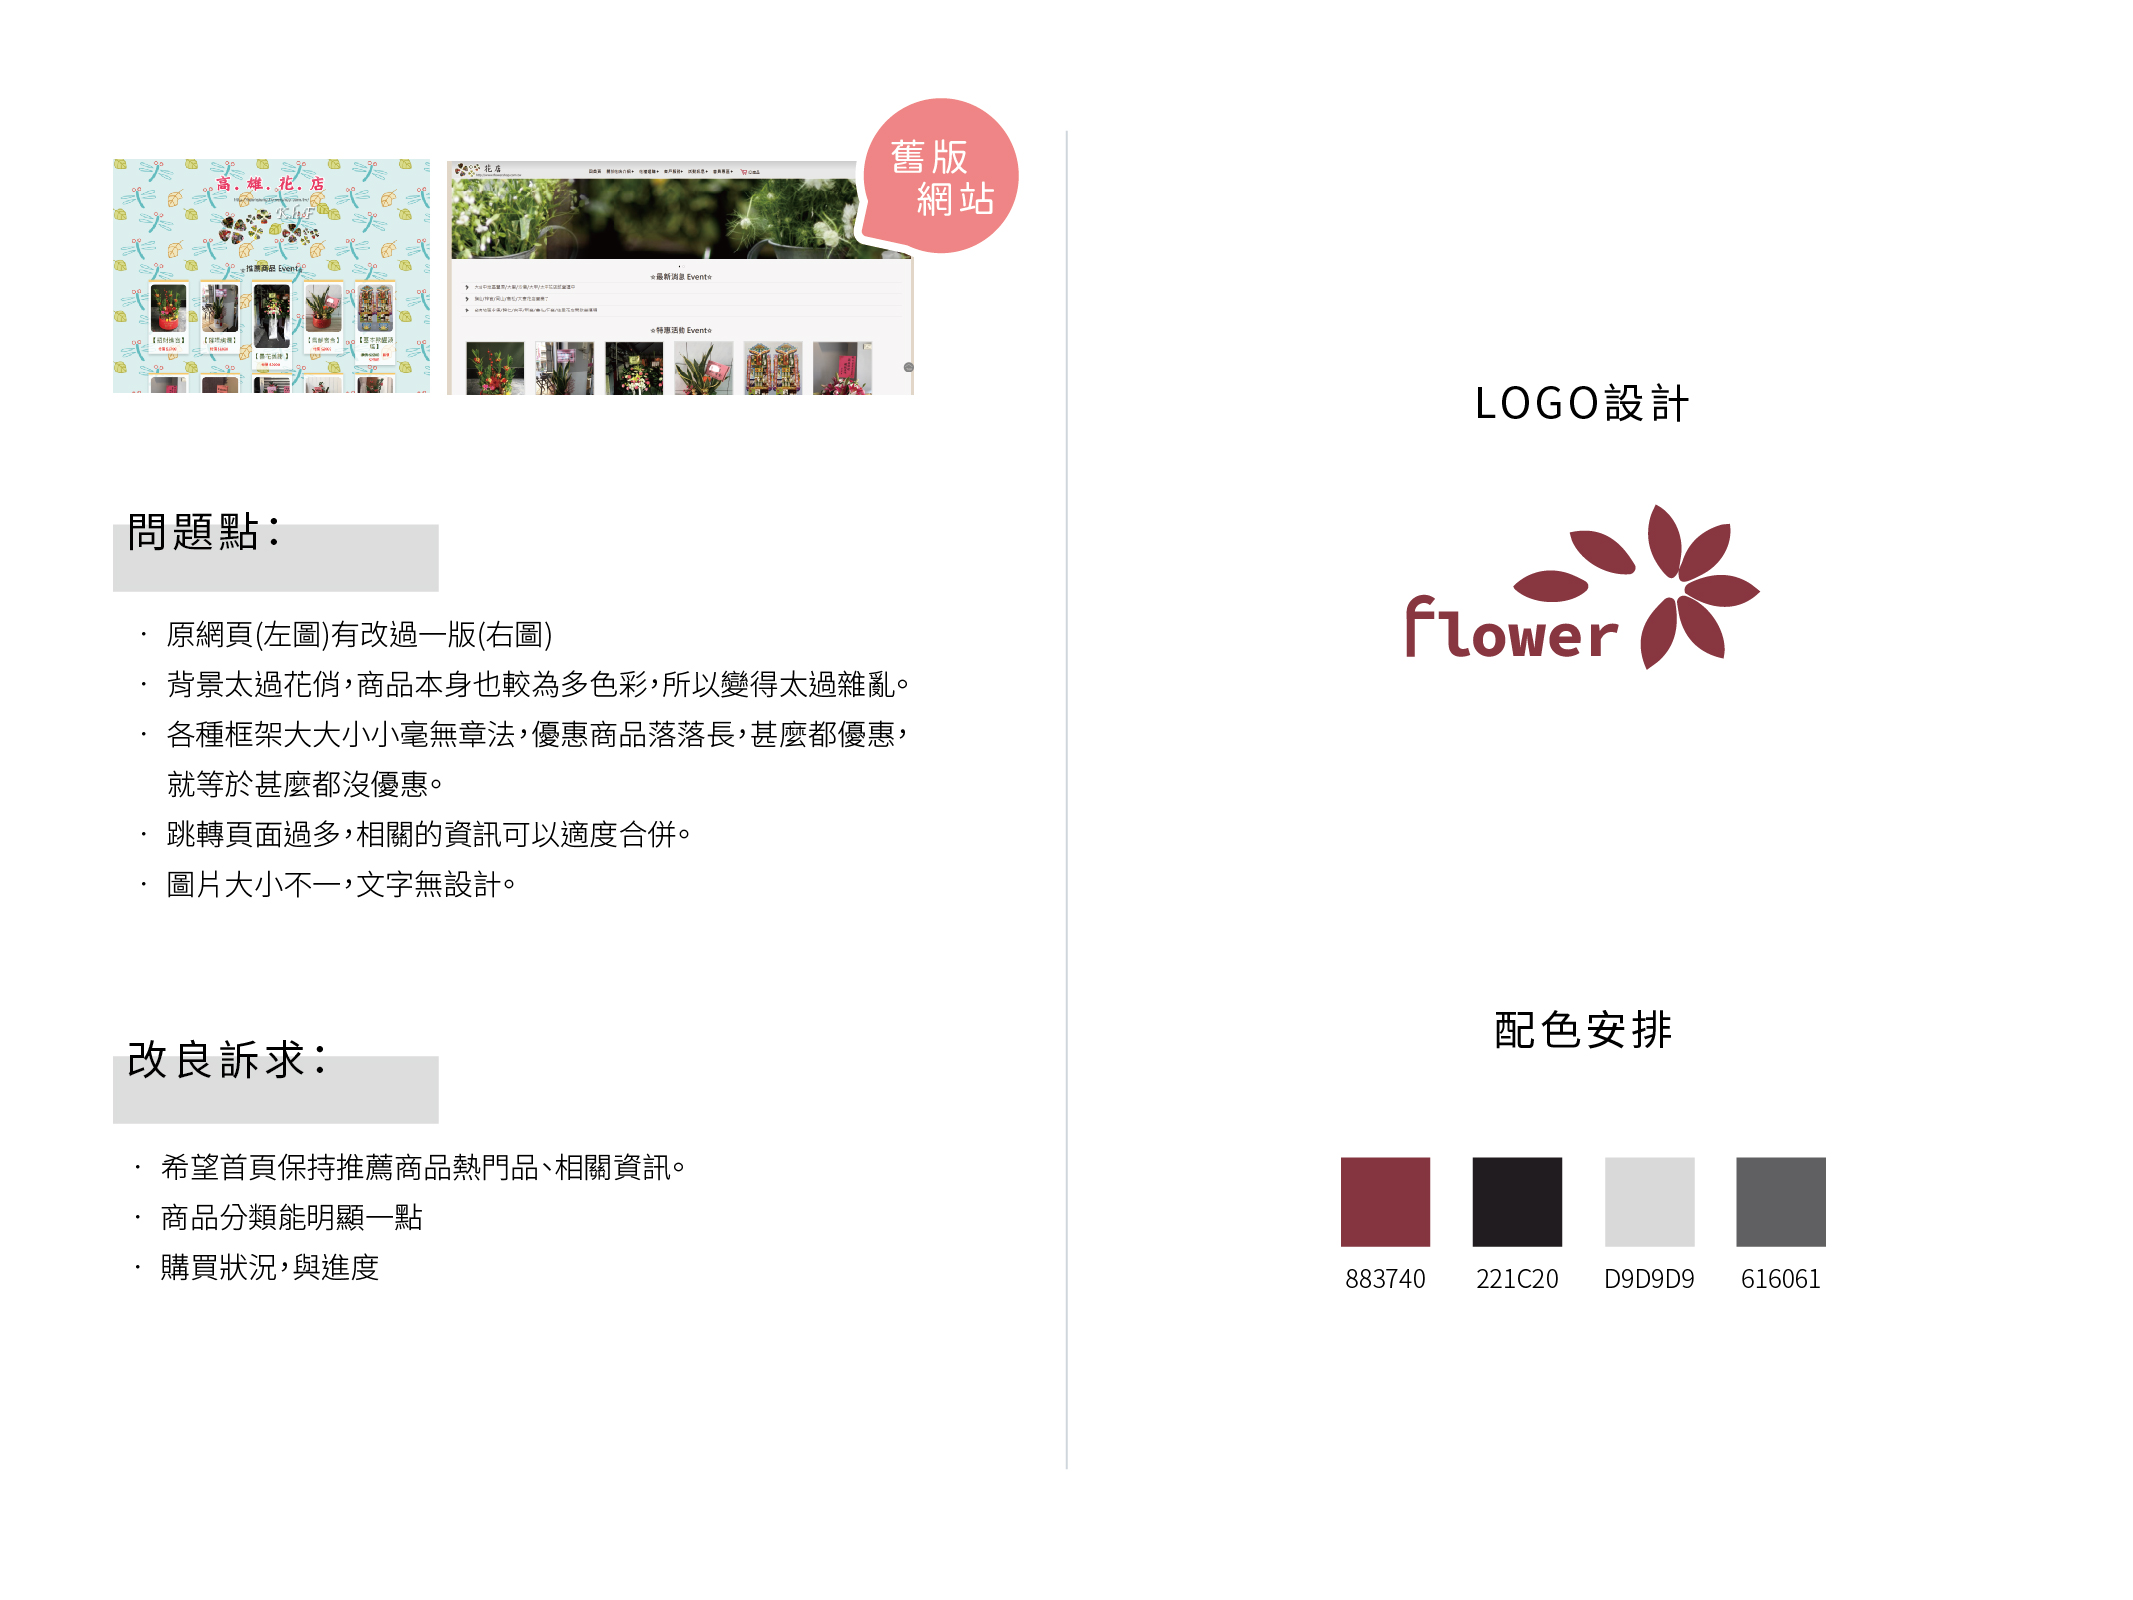 高.雄.花.店
K.h.F
推薦商品 Event
花店
☆最新消息 Event☆
☆特惠活動 Event☆
舊版
網站
問題點：
· 原網頁(左圖)有改過一版(右圖)
· 背景太過花俏，商品本身也較為多色彩，所以變得太過雜亂。
· 各種框架大大小小毫無章法，優惠商品落落長，甚麼都優惠，
就等於甚麼都沒優惠。
· 跳轉頁面過多，相關的資訊可以適度合併。
· 圖片大小不一，文字無設計。
改良訴求：
· 希望首頁保持推薦商品熱門品、相關資訊。
· 商品分類能明顯一點
· 購買狀況，與進度
LOGO設計
flower
配色安排
883740 221C20 D9D9D9 616061